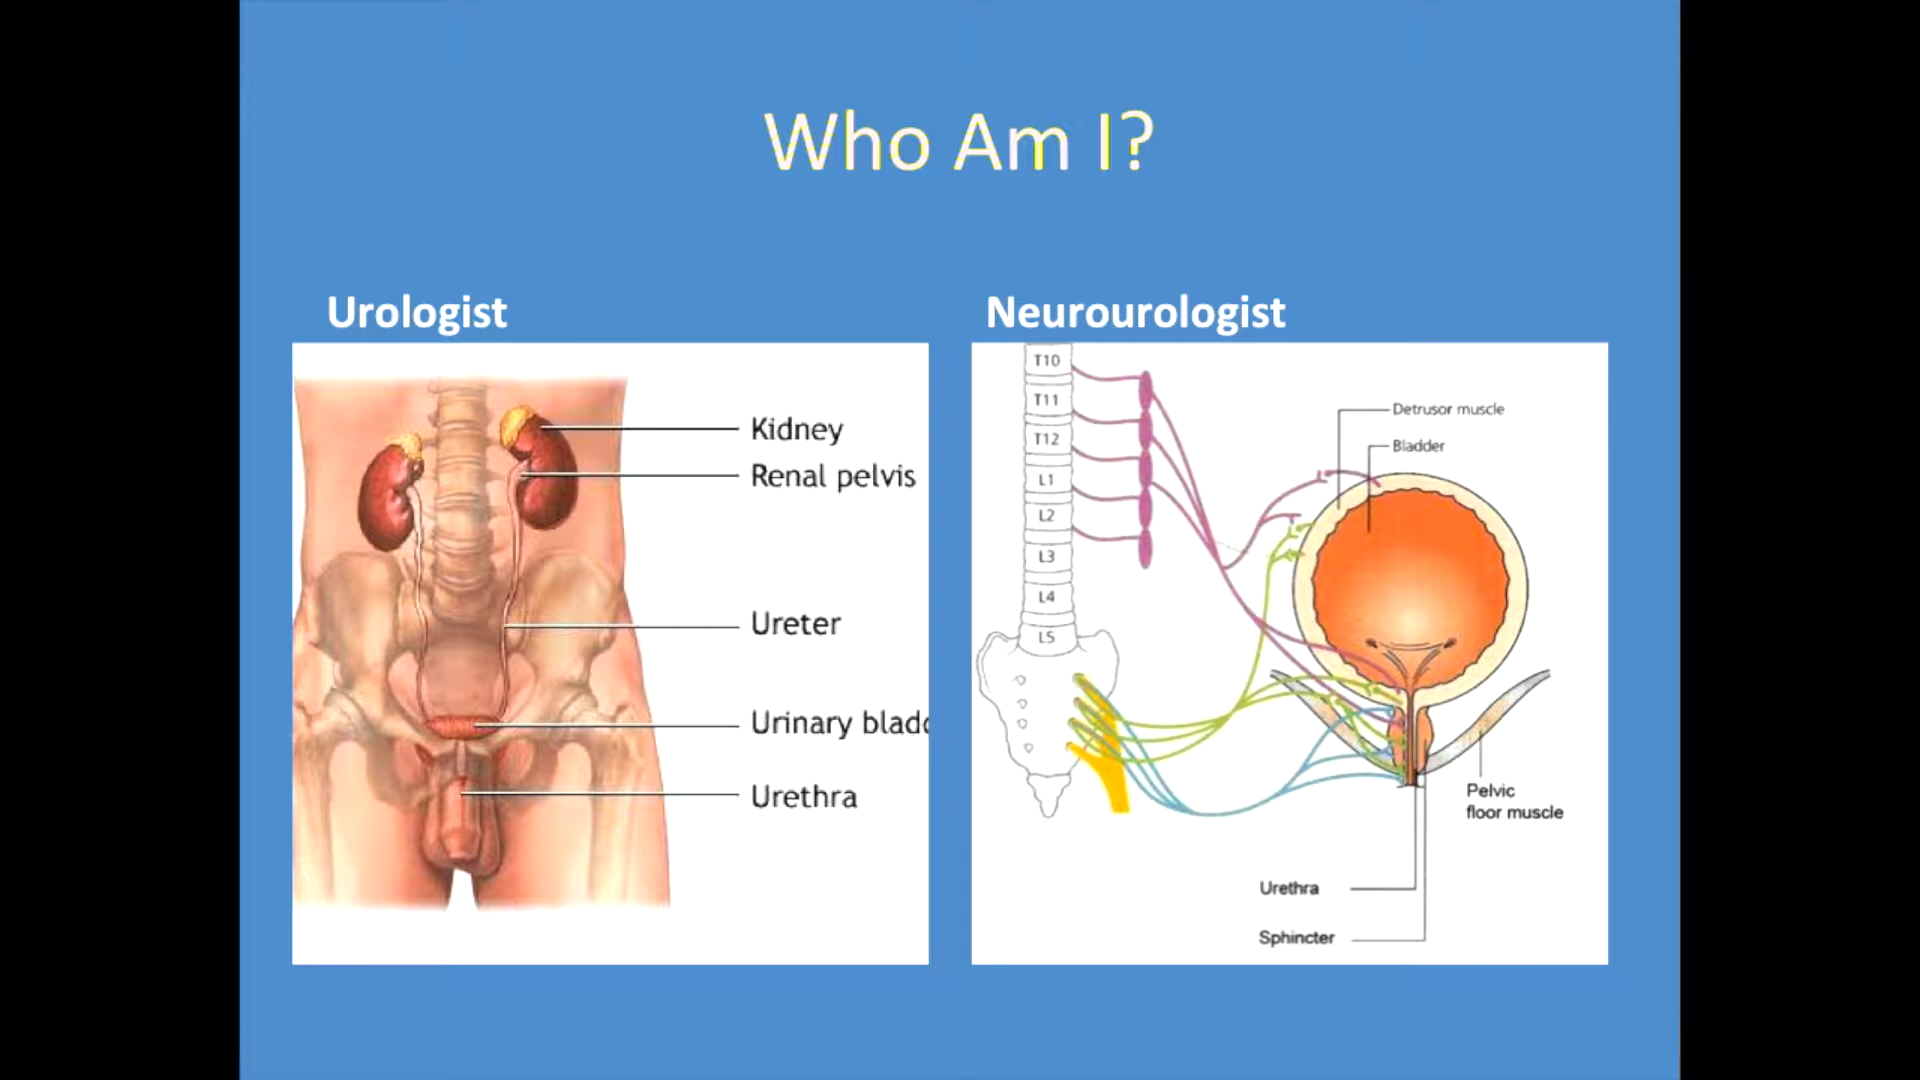 Who Am I?
Urologist
Kidney
Renal pelvis
Ureter
Urinary bladd
Urethra
Neurourologist
T10
T11
T12
L1
L2
L3
L4
L5
Detrusor muscle
Bladder
Pelvic
floor muscle
Urethra
Sphincter